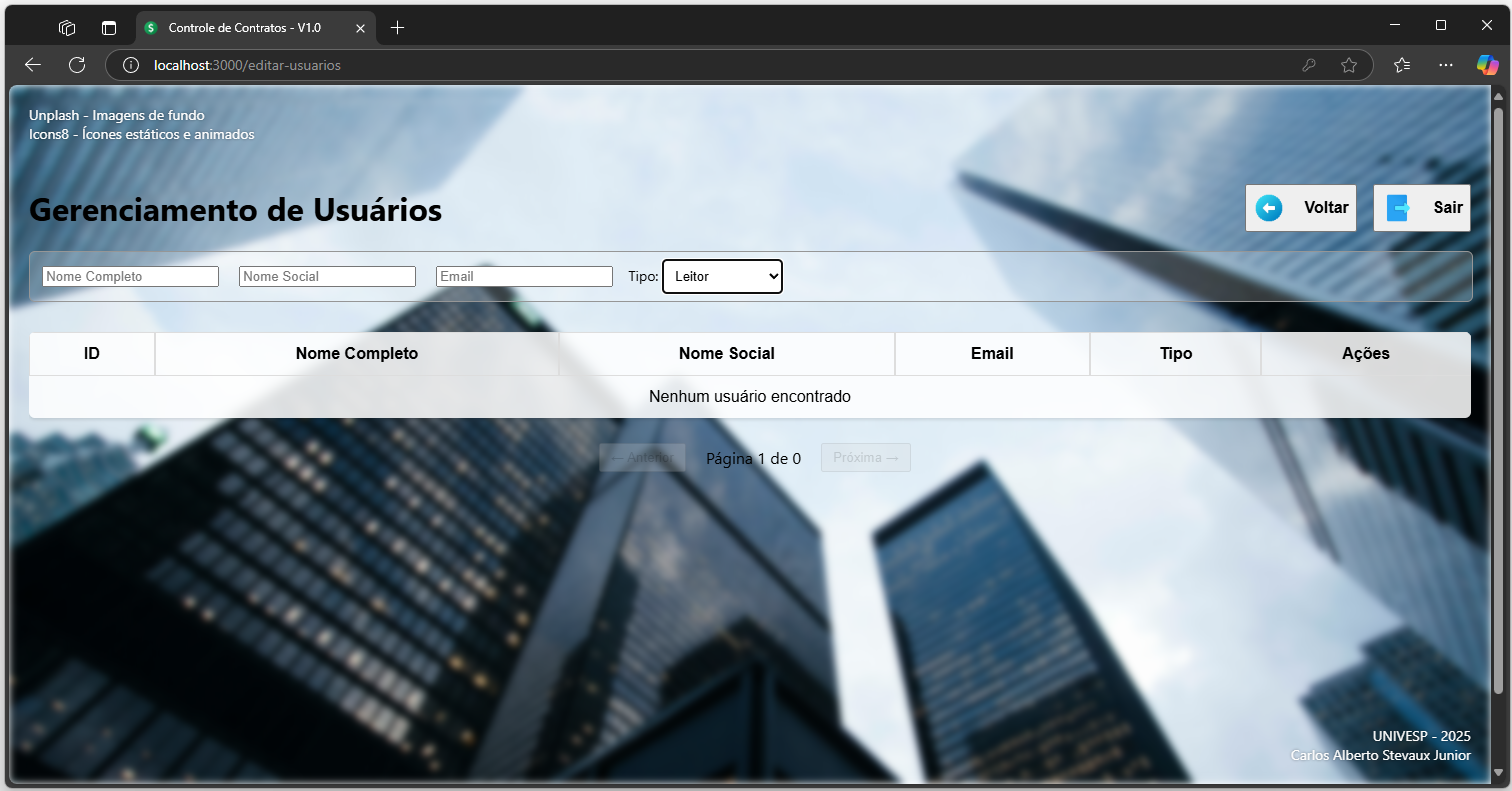 Controle de Contratos - V1.0
localhost:3000/editar-usuarios
Unplash - Imagens de fundo
Icons8 - Ícones estáticos e animados
Gerenciamento de Usuários
Voltar
Sair
Nome Completo
Nome Social
Email
Tipo: Leitor
ID
Nome Completo
Nome Social
Email
Tipo
Ações
Nenhum usuário encontrado
← Anterior
Página 1 de 0
Próxima →
UNIVESP - 2025
Carlos Alberto Stevaux Junior